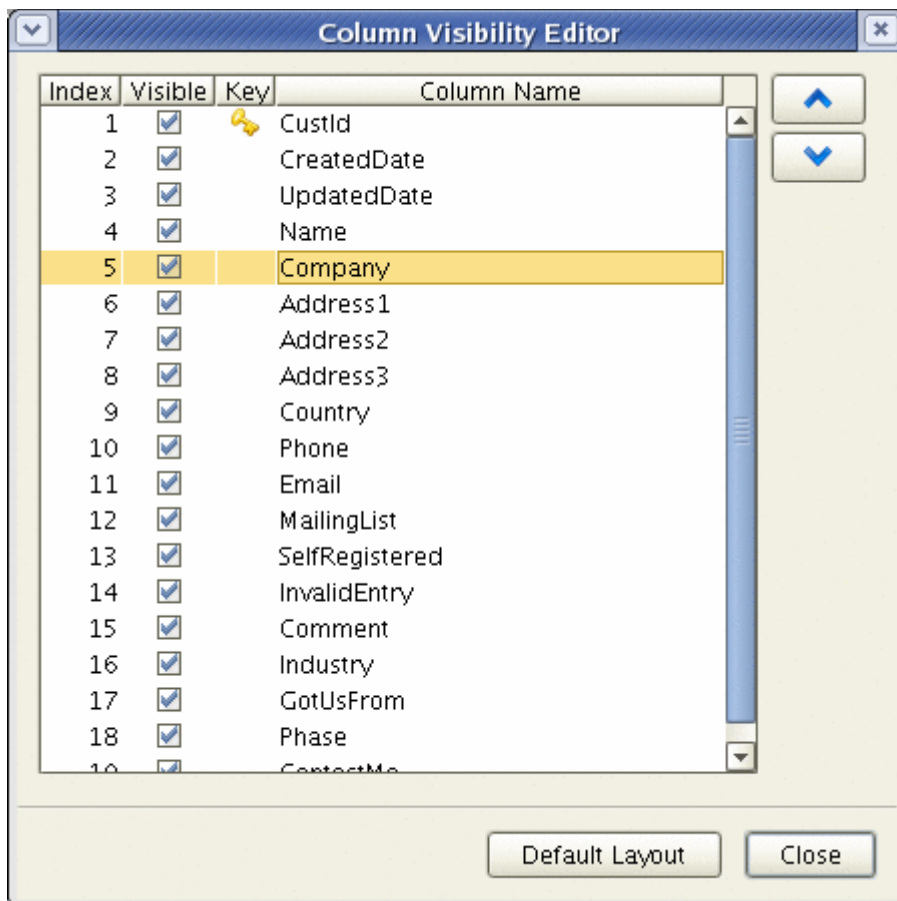 Column Visibility Editor
Index Visible Key Column Name
1 CustId
2 CreatedDate
3 UpdatedDate
4 Name
5 Company
6 Address1
7 Address2
8 Address3
9 Country
10 Phone
11 Email
12 MailingList
13 SelfRegistered
14 InvalidEntry
15 Comment
16 Industry
17 GotUsFrom
18 Phase
Default Layout Close